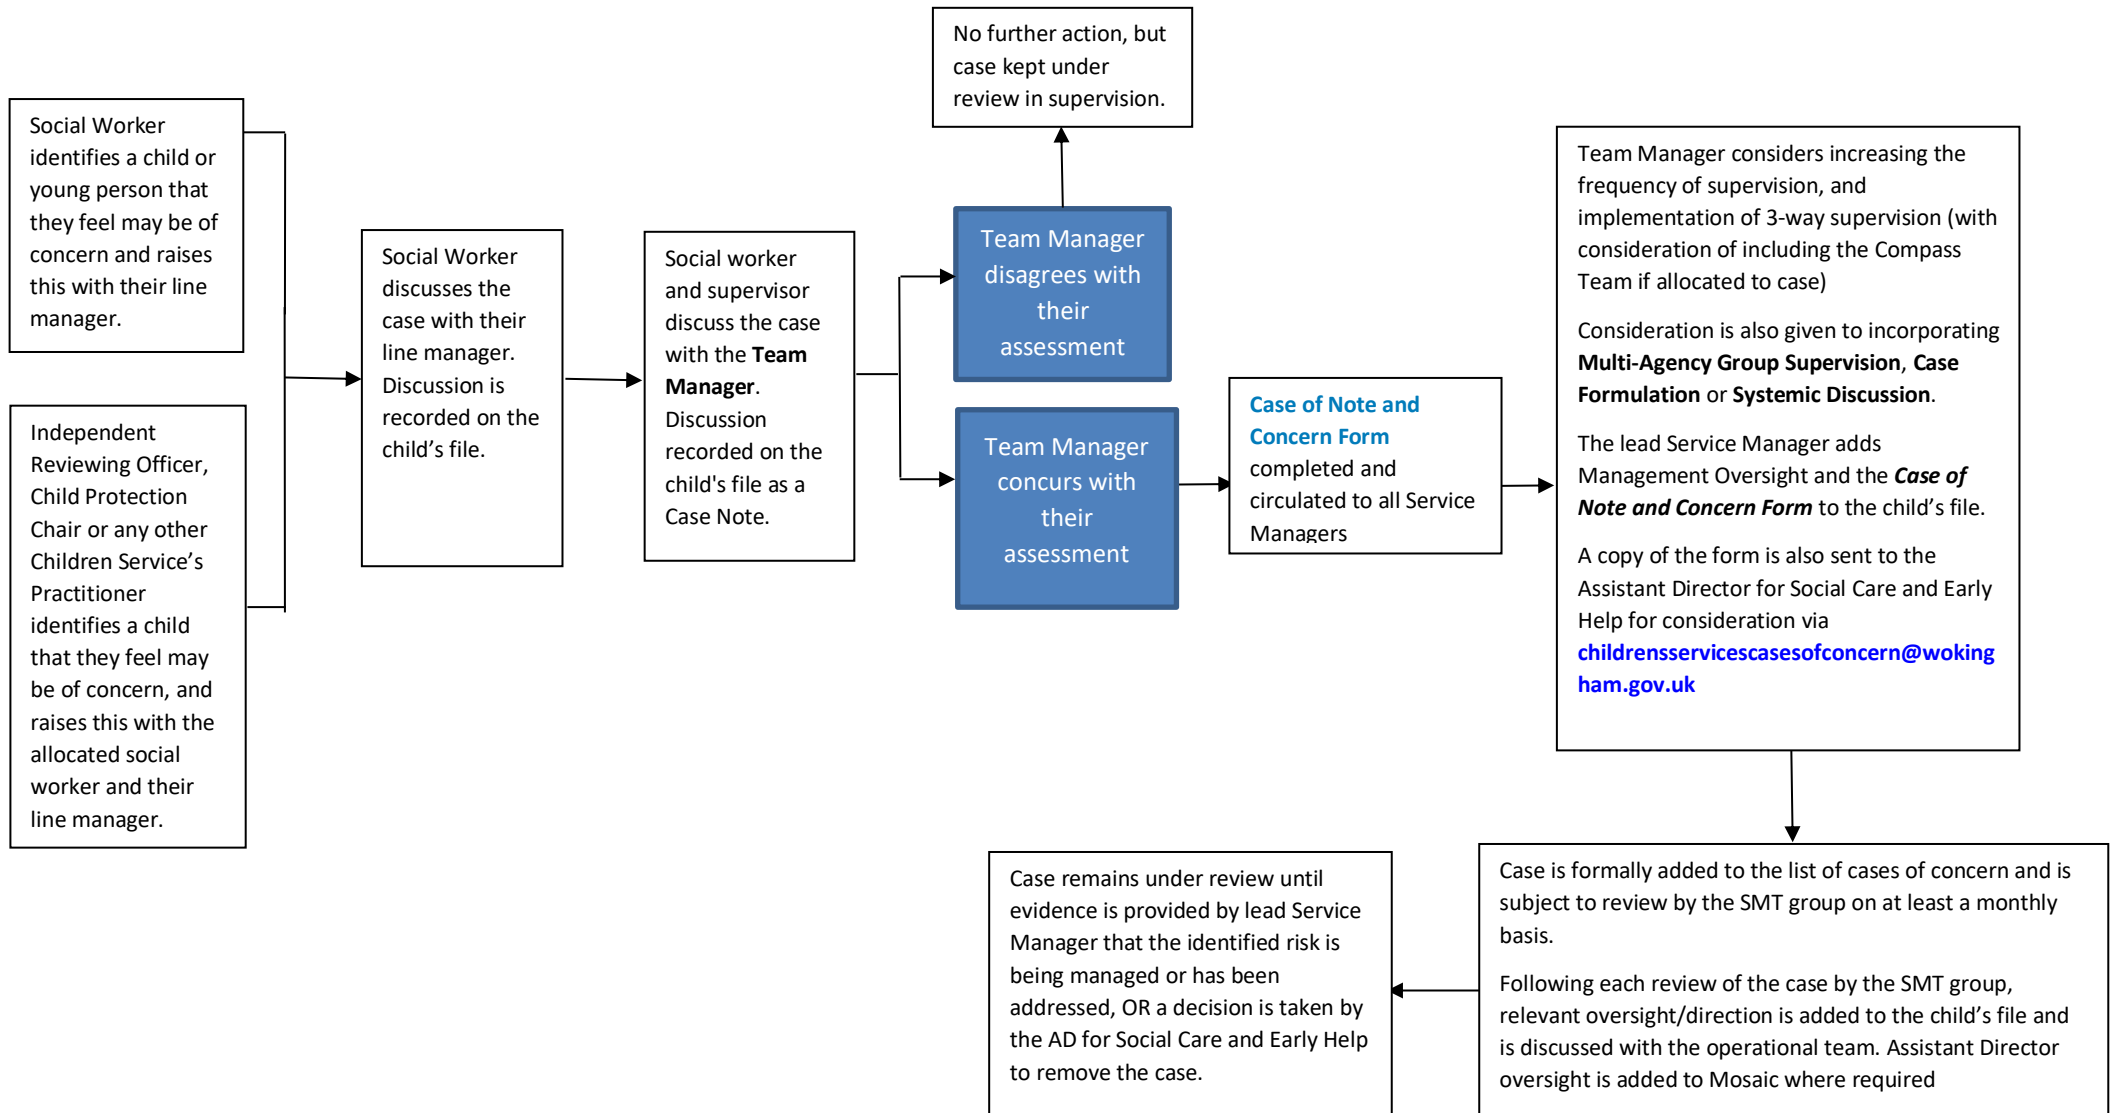 Social Worker
identifies a child or
young person that
they feel may be of
concern and raises
this with their line
manager.
Independent
Reviewing Officer,
Child Protection
Chair or any other
Children Service’s
Practitioner
identifies a child
that they feel may
be of concern, and
raises this with the
allocated social
worker and their
line manager.
Social Worker
discusses the
case with their
line manager.
Discussion is
recorded on the
child’s file.
Social worker
and supervisor
discuss the case
with the Team
Manager.
Discussion
recorded on the
child's file as a
Case Note.
No further action, but
case kept under
review in supervision.
Team Manager
disagrees with
their
assessment
Team Manager
concurs with
their
assessment
Case of Note and
Concern Form
completed and
circulated to all Service
Managers
Team Manager considers increasing the
frequency of supervision, and
implementation of 3-way supervision (with
consideration of including the Compass
Team if allocated to case)
Consideration is also given to incorporating
Multi-Agency Group Supervision, Case
Formulation or Systemic Discussion.
The lead Service Manager adds
Management Oversight and the Case of
Note and Concern Form to the child’s file.
A copy of the form is also sent to the
Assistant Director for Social Care and Early
Help for consideration via
childrensservicescasesofconcern@woking
ham.gov.uk
Case is formally added to the list of cases of concern and is
subject to review by the SMT group on at least a monthly
basis.
Following each review of the case by the SMT group,
relevant oversight/direction is added to the child’s file and
is discussed with the operational team. Assistant Director
oversight is added to Mosaic where required
Case remains under review until
evidence is provided by lead Service
Manager that the identified risk is
being managed or has been
addressed, OR a decision is taken by
the AD for Social Care and Early Help
to remove the case.